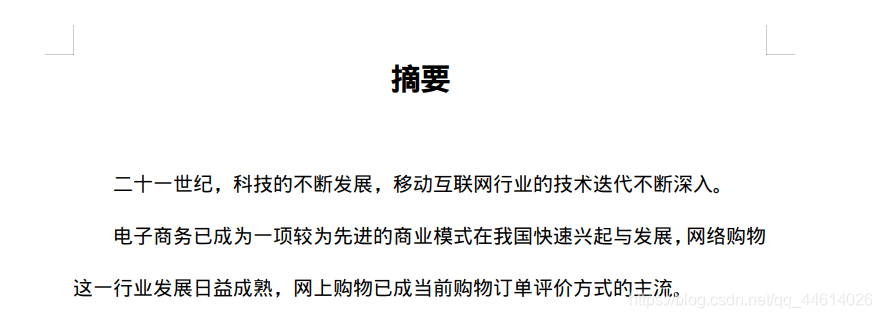 摘要
二十一世纪，科技的不断发展，移动互联网行业的技术迭代不断深入。
电子商务已成为一项较为先进的商业模式在我国快速兴起与发展，网络购物
这一行业发展日益成熟，网上购物已成当前购物订单评价方式的主流。
https://blog.csdn.net/qq_44614026